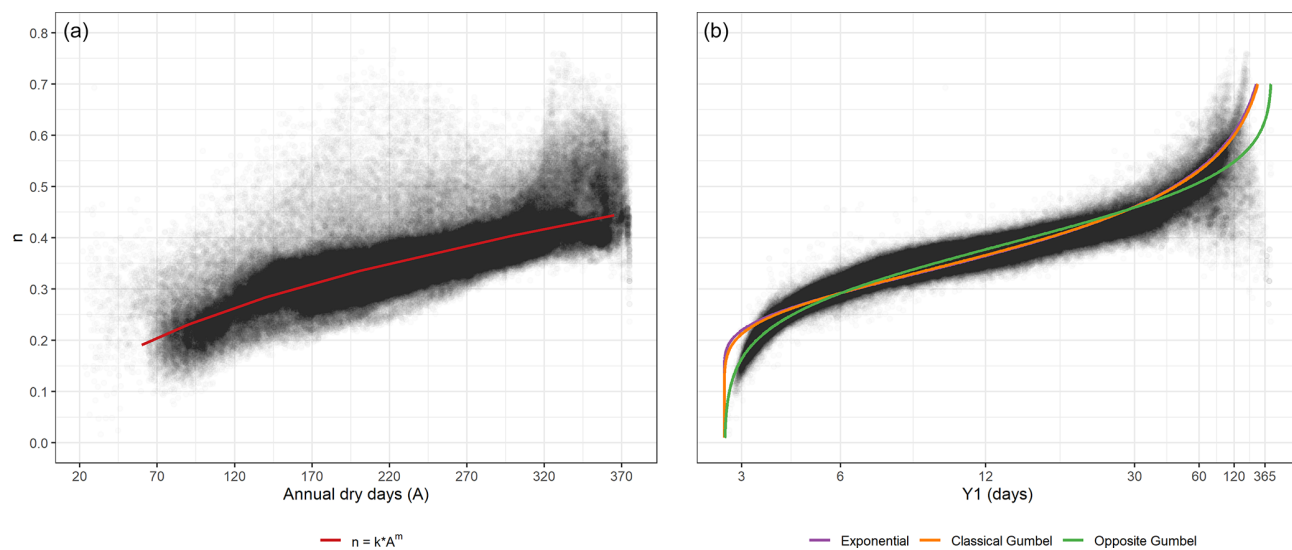 (a)
(b)
0.8
0.7
0.6
0.5
0.4
0.3
0.2
0.1
0.0
n
20 70 120 170 220 270 320 370
3 6 12 30 60 120 365
Annual dry days (A)
Y1 (days)
n = k*A^m
Exponential Classical Gumbel Opposite Gumbel